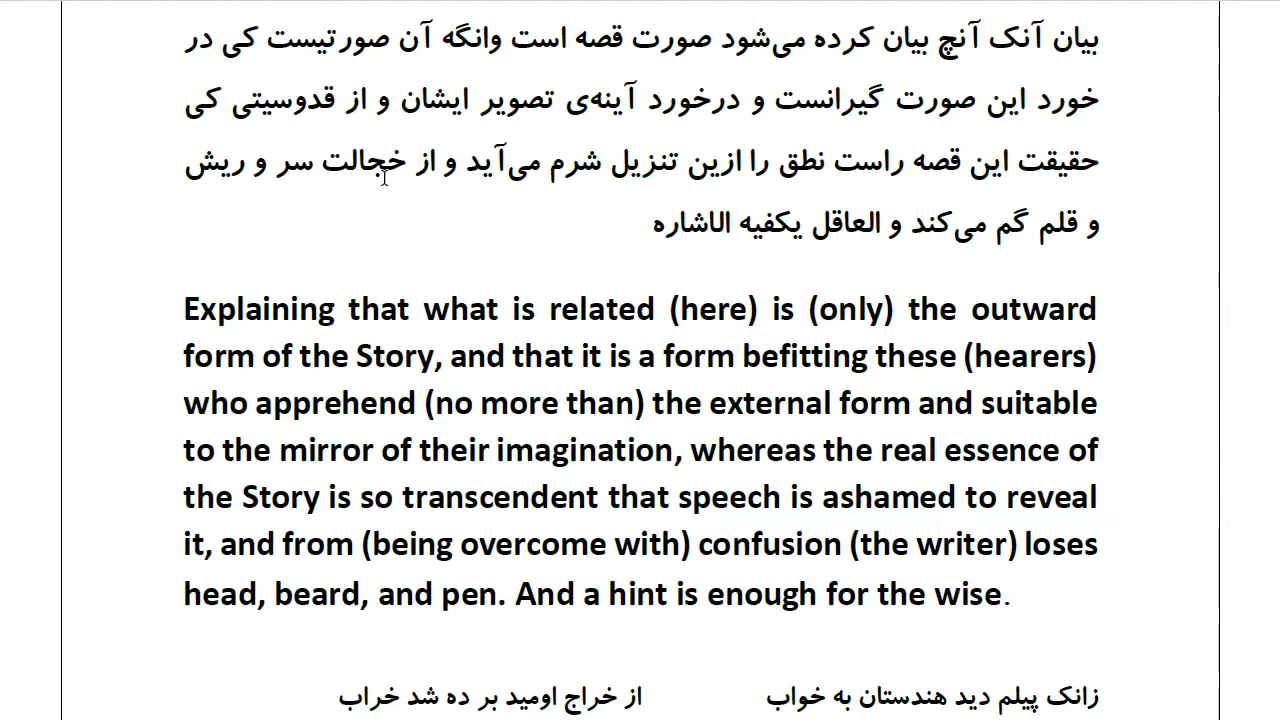 بیان آنک آنچ بیان کرده می‌شود صورت قصه است وانگه آن صورتیست کی در
خورد این صورت گیرانست و درخورد آینه‌ی تصویر ایشان و از قدوسیتی کی
حقیقت این قصه راست نطق را ازین تنزیل شرم می‌آید و از خجالت سر و ریش
و قلم گم می‌کند و العاقل یکفیه الاشاره
Explaining that what is related (here) is (only) the outward
form of the Story, and that it is a form befitting these (hearers)
who apprehend (no more than) the external form and suitable
to the mirror of their imagination, whereas the real essence of
the Story is so transcendent that speech is ashamed to reveal
it, and from (being overcome with) confusion (the writer) loses
head, beard, and pen. And a hint is enough for the wise.
زانک پیلم دید هندستان به خواب از خراج اومید بر ده شد خراب